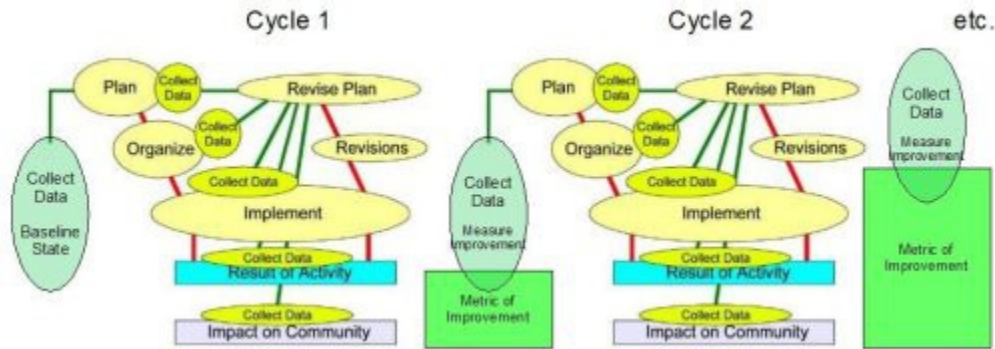 Cycle 1
Cycle 2
etc.
Plan
Collect
Data
Revise Plan
Organize
Collect
Data
Revisions
Collect
Data
Baseline
State
Collect Data
Implement
Collect Data
Result of Activity
Collect Data
Impact on Community
Collect
Data
Measure
Improvement
Metric of
Improvement
Plan
Collect
Data
Revise Plan
Organize
Collect
Data
Revisions
Collect Data
Implement
Collect Data
Result of Activity
Collect Data
Impact on Community
Collect
Data
Measure
Improvement
Metric of
Improvement